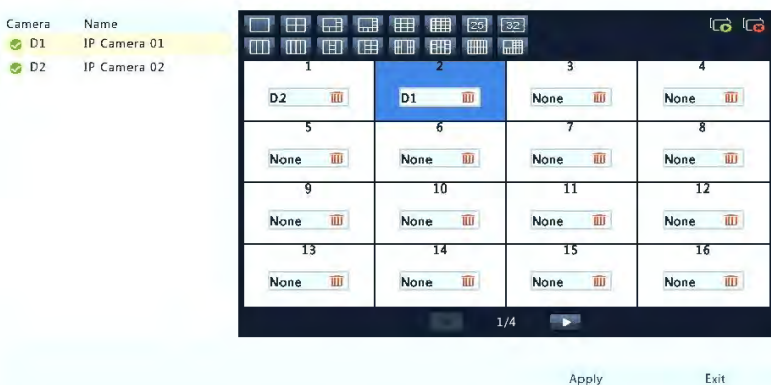 Camera Name
D1 IP Camera 01
D2 IP Camera 02
25 32
1 2 3 4
D2 D1 None None
5 6 7 8
None None None None
9 10 11 12
None None None None
13 14 15 16
None None None None
1/4
Apply Exit